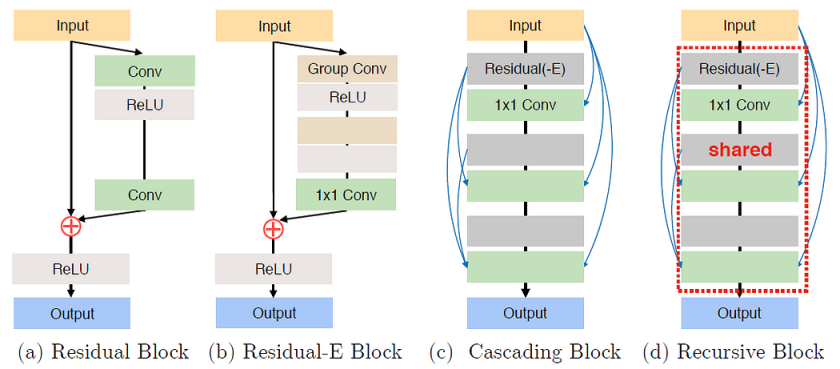 Input
Conv
ReLU
Conv
ReLU
Output
(a) Residual Block
Input
Group Conv
ReLU
1x1 Conv
ReLU
Output
(b) Residual-E Block
Input
Residual(-E)
1x1 Conv
Output
(c) Cascading Block
Input
Residual(-E)
1x1 Conv
shared
Output
(d) Recursive Block